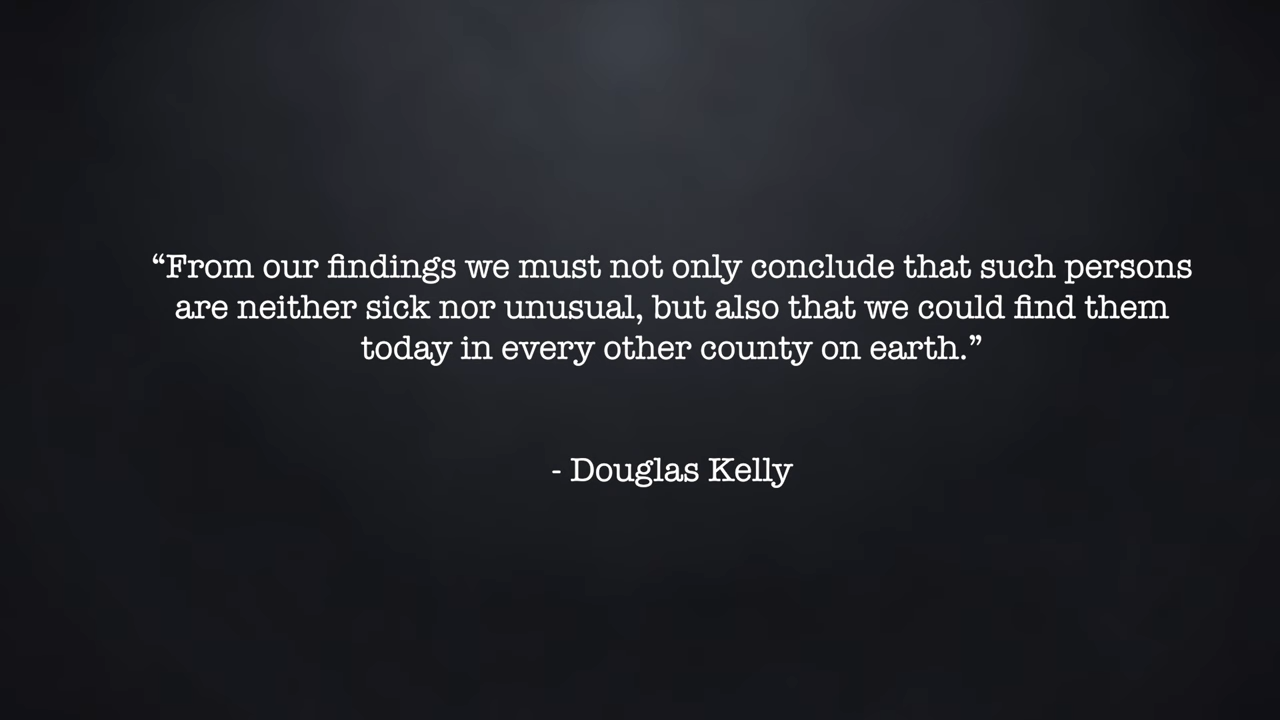 “From our findings we must not only conclude that such persons
are neither sick nor unusual, but also that we could find them
today in every other county on earth.”
- Douglas Kelly